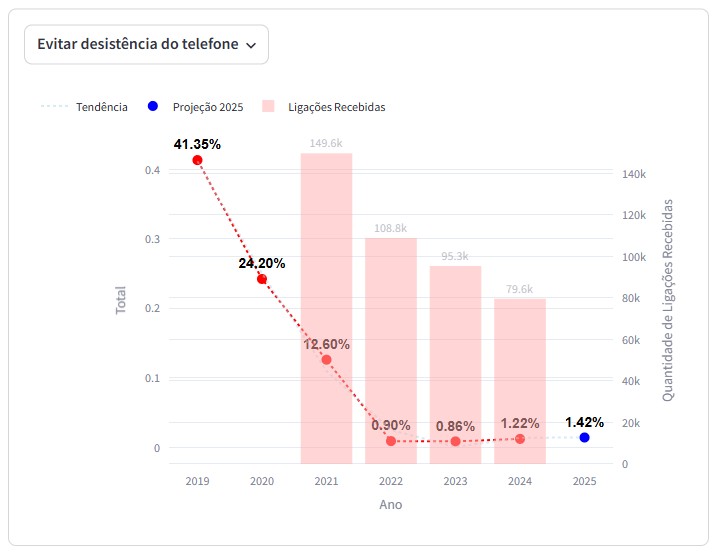 Evitar desistência do telefone
Tendência Projeção 2025 Ligações Recebidas
41.35% 149.6k
0.4 140k
120k
108.8k
0.3 24.20% 95.3k 100k
79.6k 80k
0.2
12.60% 60k
0.1 40k
0.90% 0.86% 1.22% 1.42% 20k
0 0
2019 2020 2021 2022 2023 2024 2025
Ano
Total
Quantidade de Ligações Recebidas